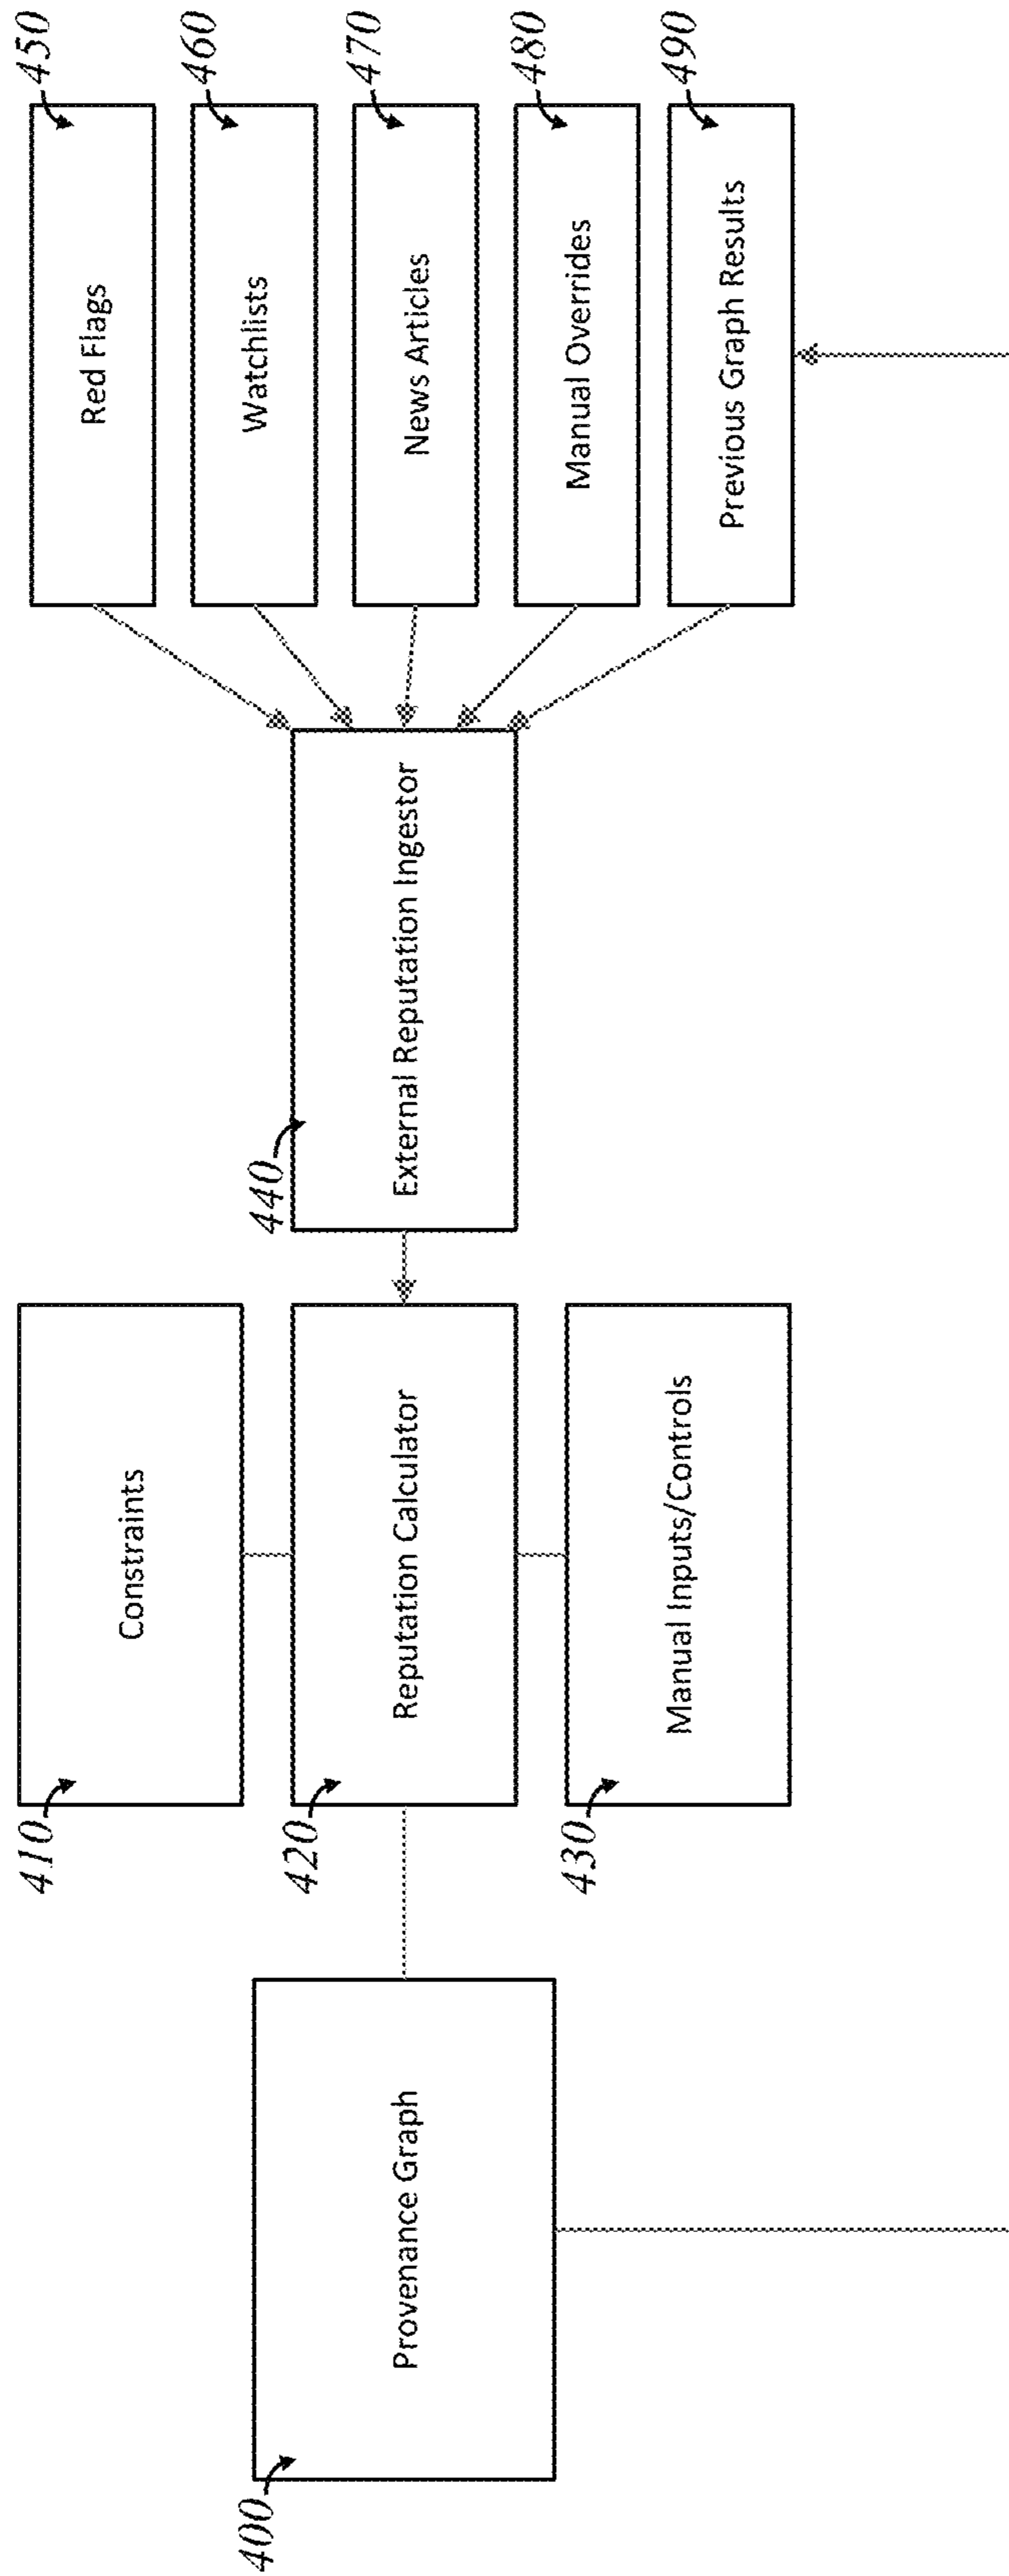 400
Provenance Graph
410
Constraints
420
Reputation Calculator
430
Manual Inputs/Controls
440
External Reputation Ingestor
450
Red Flags
460
Watchlists
470
News Articles
480
Manual Overrides
490
Previous Graph Results